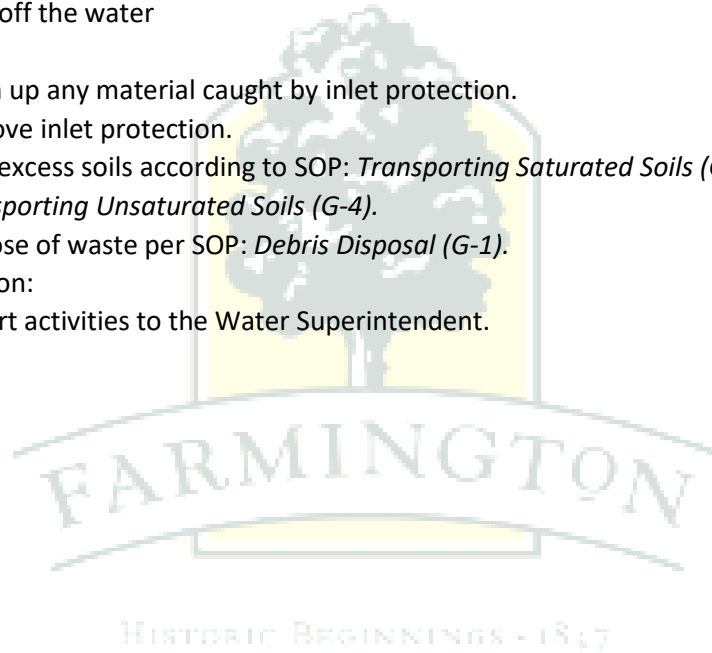 off the water
up any material caught by inlet protection.
ove inlet protection.
excess soils according to SOP: Transporting Saturated Soils (
sporting Unsaturated Soils (G-4).
ose of waste per SOP: Debris Disposal (G-1).
on:
rt activities to the Water Superintendent.
FARMINGTON
HISTORIC BEGINNINGS • 1847